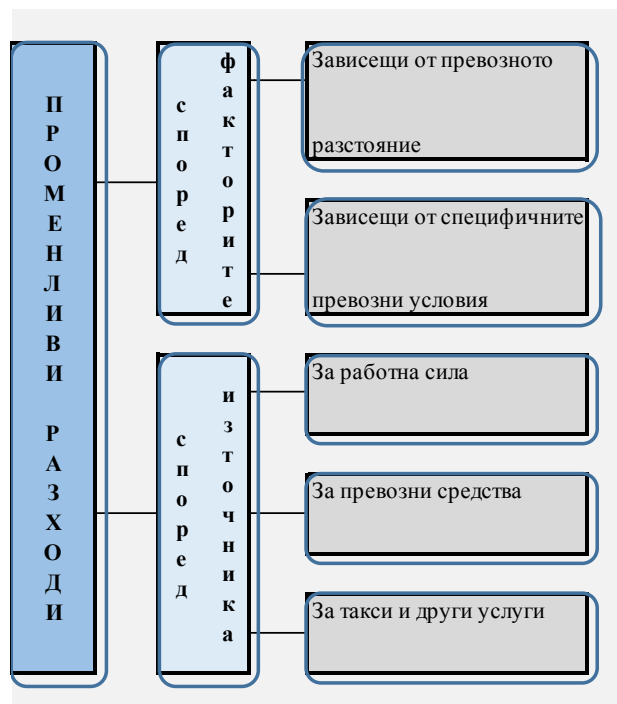 ПРОМЕНЛИВИ РАЗХОДИ
според факторите
Зависещи от превозното
разстояние
Зависещи от специфичните
превозни условия
според източника
За работна сила
За превозни средства
За такси и други услуги